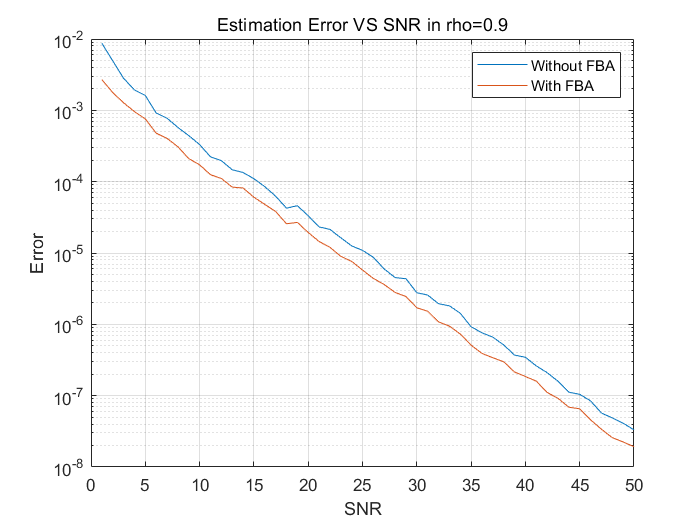 Estimation Error VS SNR in rho=0.9
Without FBA
With FBA
Error
10^-2
10^-3
10^-4
10^-5
10^-6
10^-7
10^-8
0 5 10 15 20 25 30 35 40 45 50
SNR